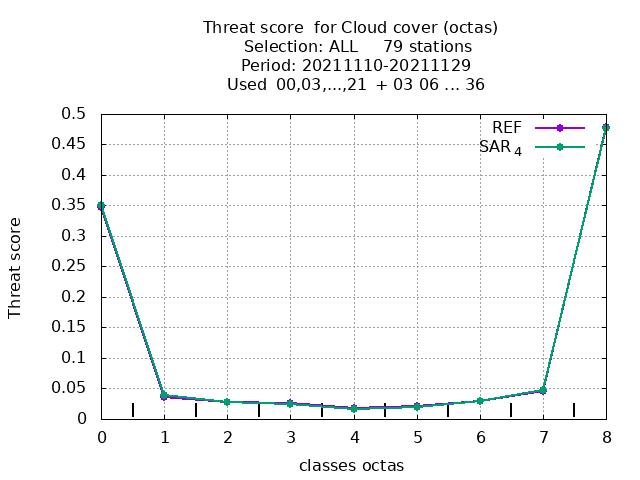 Threat score  for Cloud cover (octas)
Selection: ALL     79 stations
Period: 20211110-20211129
Used  00,03,...,21  + 03 06 ... 36
REF
SAR 4
0.5
0.45
0.4
0.35
0.3
0.25
0.2
0.15
0.1
0.05
0
Threat score
0 1 2 3 4 5 6 7 8
classes octas